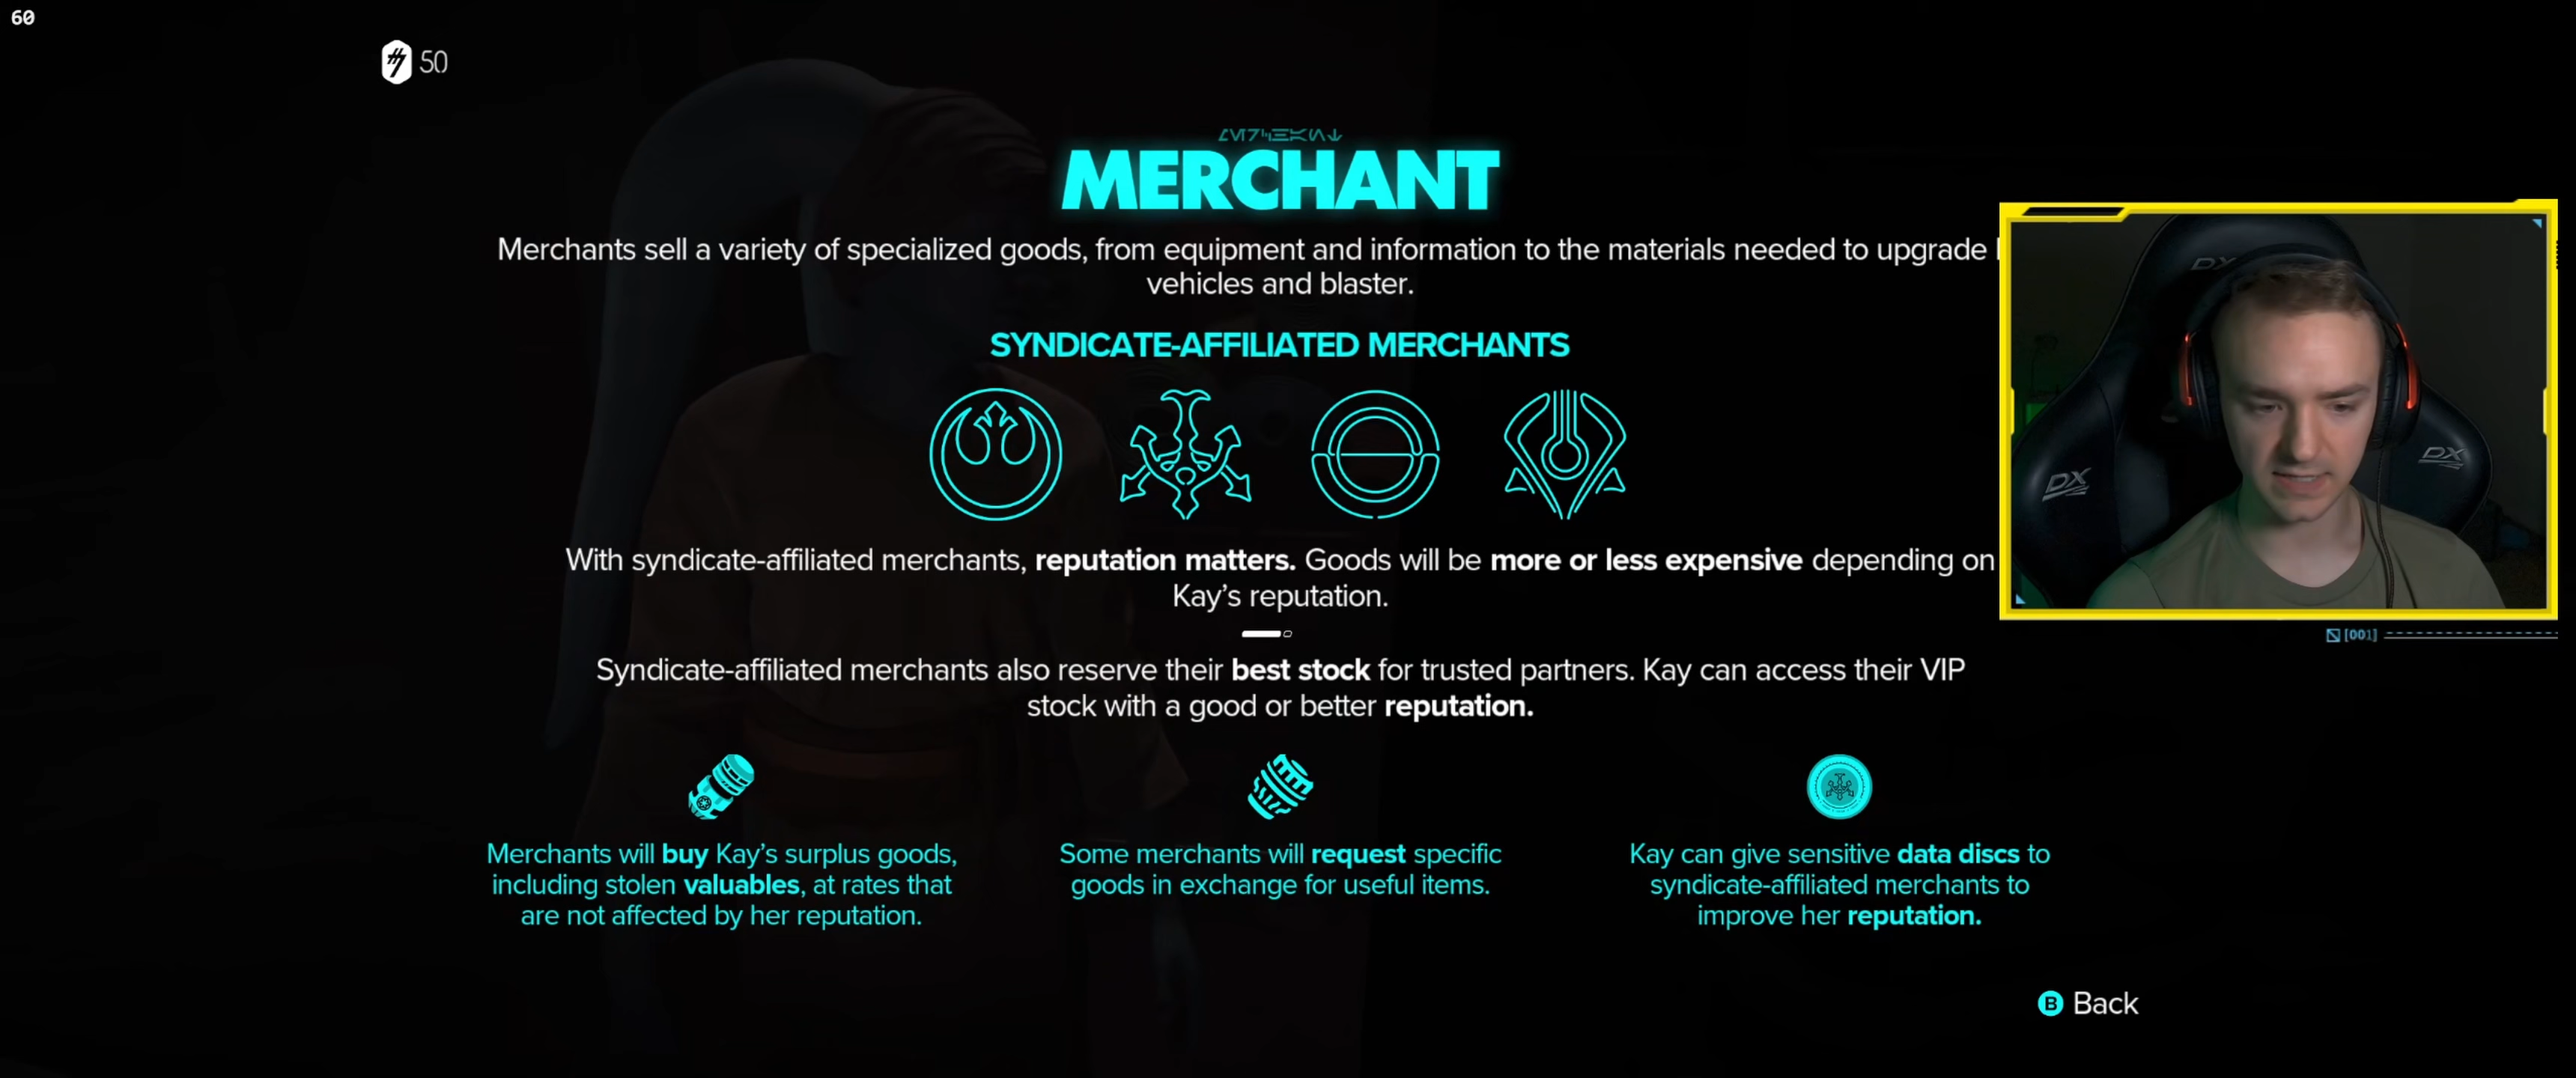 60
50
MERCHANT
Merchants sell a variety of specialized goods, from equipment and information to the materials needed to upgrade
vehicles and blaster.
SYNDICATE-AFFILIATED MERCHANTS
With syndicate-affiliated merchants, reputation matters. Goods will be more or less expensive depending on
Kay’s reputation.
Syndicate-affiliated merchants also reserve their best stock for trusted partners. Kay can access their VIP
stock with a good or better reputation.
Merchants will buy Kay’s surplus goods,
including stolen valuables, at rates that
are not affected by her reputation.
Some merchants will request specific
goods in exchange for useful items.
Kay can give sensitive data discs to
syndicate-affiliated merchants to
improve her reputation.
B Back
DX
DX
DX
[001]